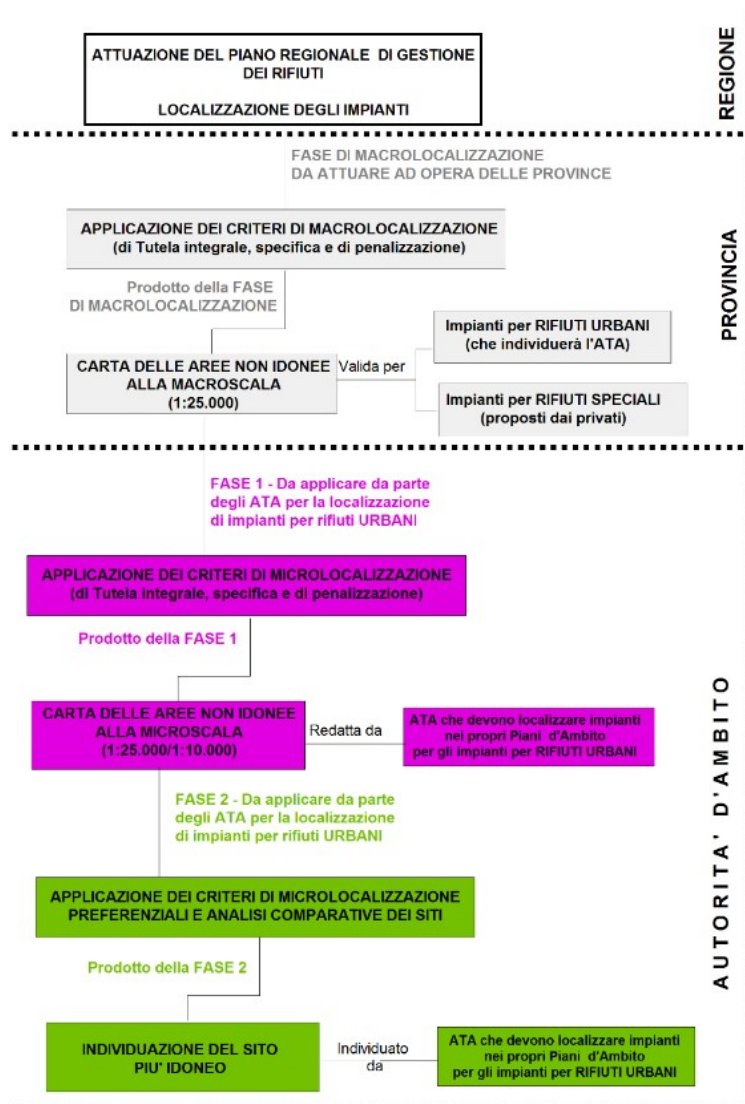 ATTUAZIONE DEL PIANO REGIONALE DI GESTIONE
DEI RIFIUTI
LOCALIZZAZIONE DEGLI IMPIANTI
REGIONE
FASE DI MACROLOCALIZZAZIONE
DA ATTUARE AD OPERA DELLE PROVINCE
APPLICAZIONE DEI CRITERI DI MACROLOCALIZZAZIONE
(di Tutela integrale, specifica e di penalizzazione)
Prodotto della FASE
DI MACROLOCALIZZAZIONE
CARTA DELLE AREE NON IDONEE
ALLA MACROSCALA
(1:25.000)
Valida per
Impianti per RIFIUTI URBANI
(che individuerà l'ATA)
Impianti per RIFIUTI SPECIALI
(proposti dai privati)
PROVINCIA
FASE 1 - Da applicare da parte
degli ATA per la localizzazione
di impianti per rifiuti URBANI
APPLICAZIONE DEI CRITERI DI MICROLOCALIZZAZIONE
(di Tutela integrale, specifica e di penalizzazione)
Prodotto della FASE 1
CARTA DELLE AREE NON IDONEE
ALLA MICROSCALA
(1:25.000/1:10.000)
Redatta da
ATA che devono localizzare impianti
nei propri Piani d'Ambito
per gli impianti per RIFIUTI URBANI
FASE 2 - Da applicare da parte
degli ATA per la localizzazione
di impianti per rifiuti URBANI
APPLICAZIONE DEI CRITERI DI MICROLOCALIZZAZIONE
PREFERENZIALI E ANALISI COMPARATIVE DEI SITI
Prodotto della FASE 2
INDIVIDUAZIONE DEL SITO
PIU' IDONEO
Individuato
da
ATA che devono localizzare impianti
nei propri Piani d'Ambito
per gli impianti per RIFIUTI URBANI
AUTORITA' D'AMBITO